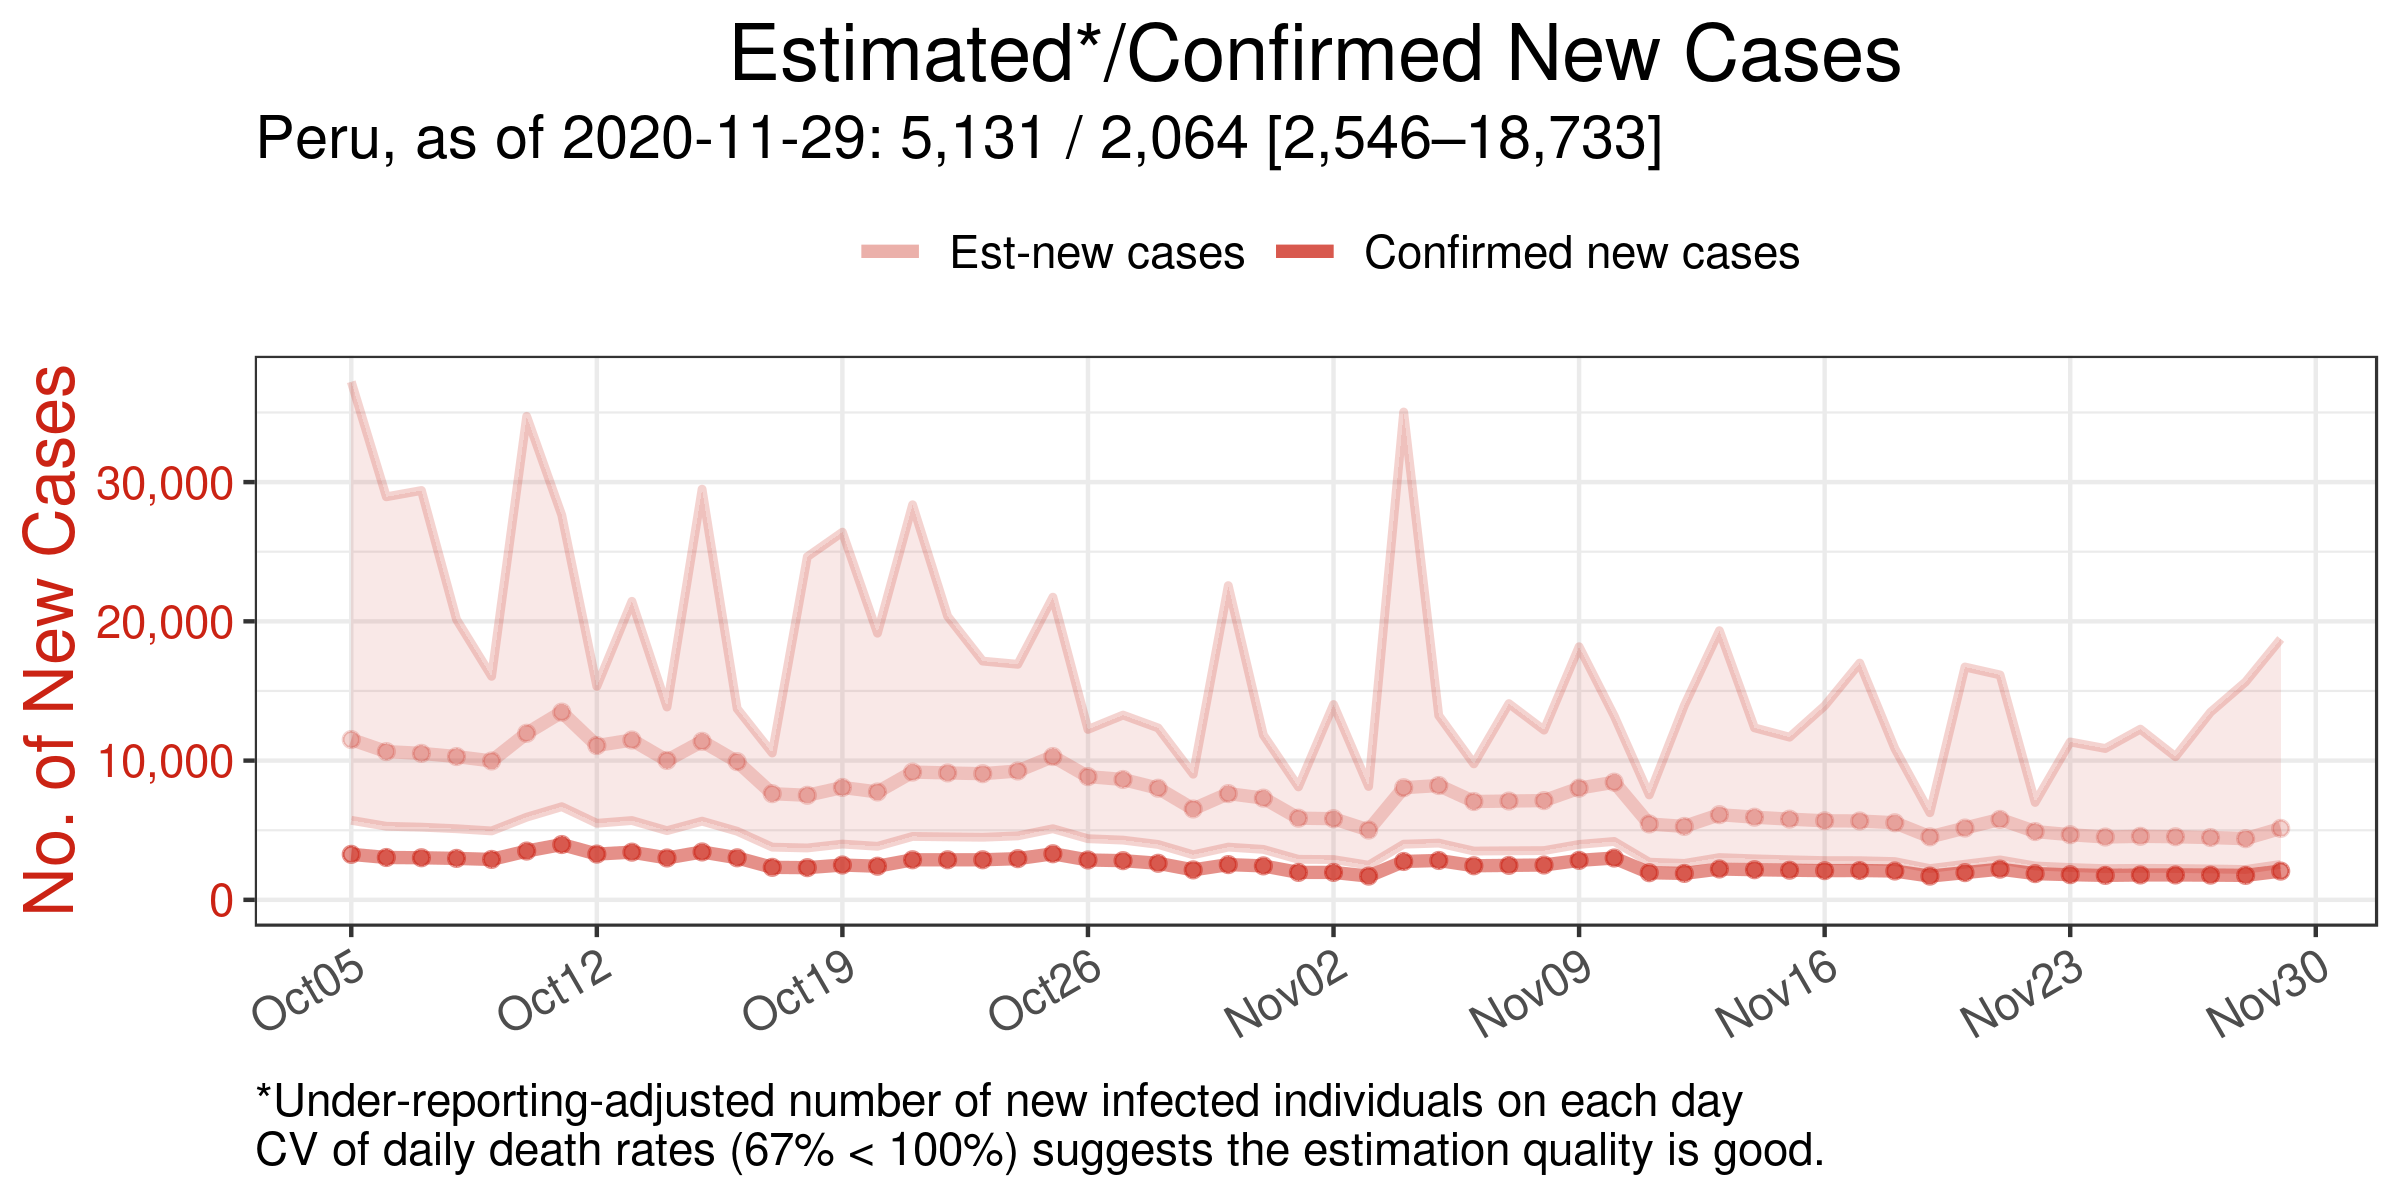 Estimated*/Confirmed New Cases
Peru, as of 2020-11-29: 5,131 / 2,064 [2,546–18,733]
Est-new cases Confirmed new cases
No. of New Cases
30,000
20,000
10,000
0
Oct05 Oct12 Oct19 Oct26 Nov02 Nov09 Nov16 Nov23 Nov30
*Under-reporting-adjusted number of new infected individuals on each day
CV of daily death rates (67% < 100%) suggests the estimation quality is good.